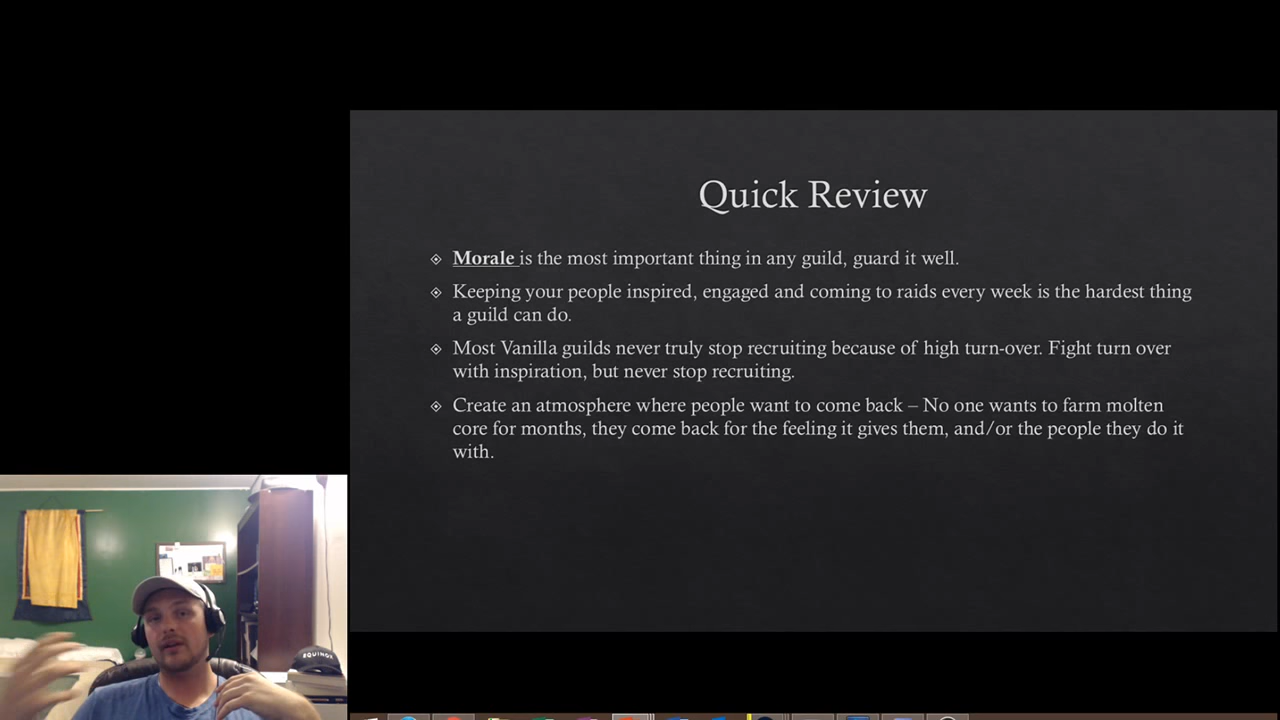 Quick Review
Morale is the most important thing in any guild, guard it well.
Keeping your people inspired, engaged and coming to raids every week is the hardest thing
a guild can do.
Most Vanilla guilds never truly stop recruiting because of high turn-over. Fight turn over
with inspiration, but never stop recruiting.
Create an atmosphere where people want to come back – No one wants to farm molten
core for months, they come back for the feeling it gives them, and/or the people they do it
with.
EQUINOX